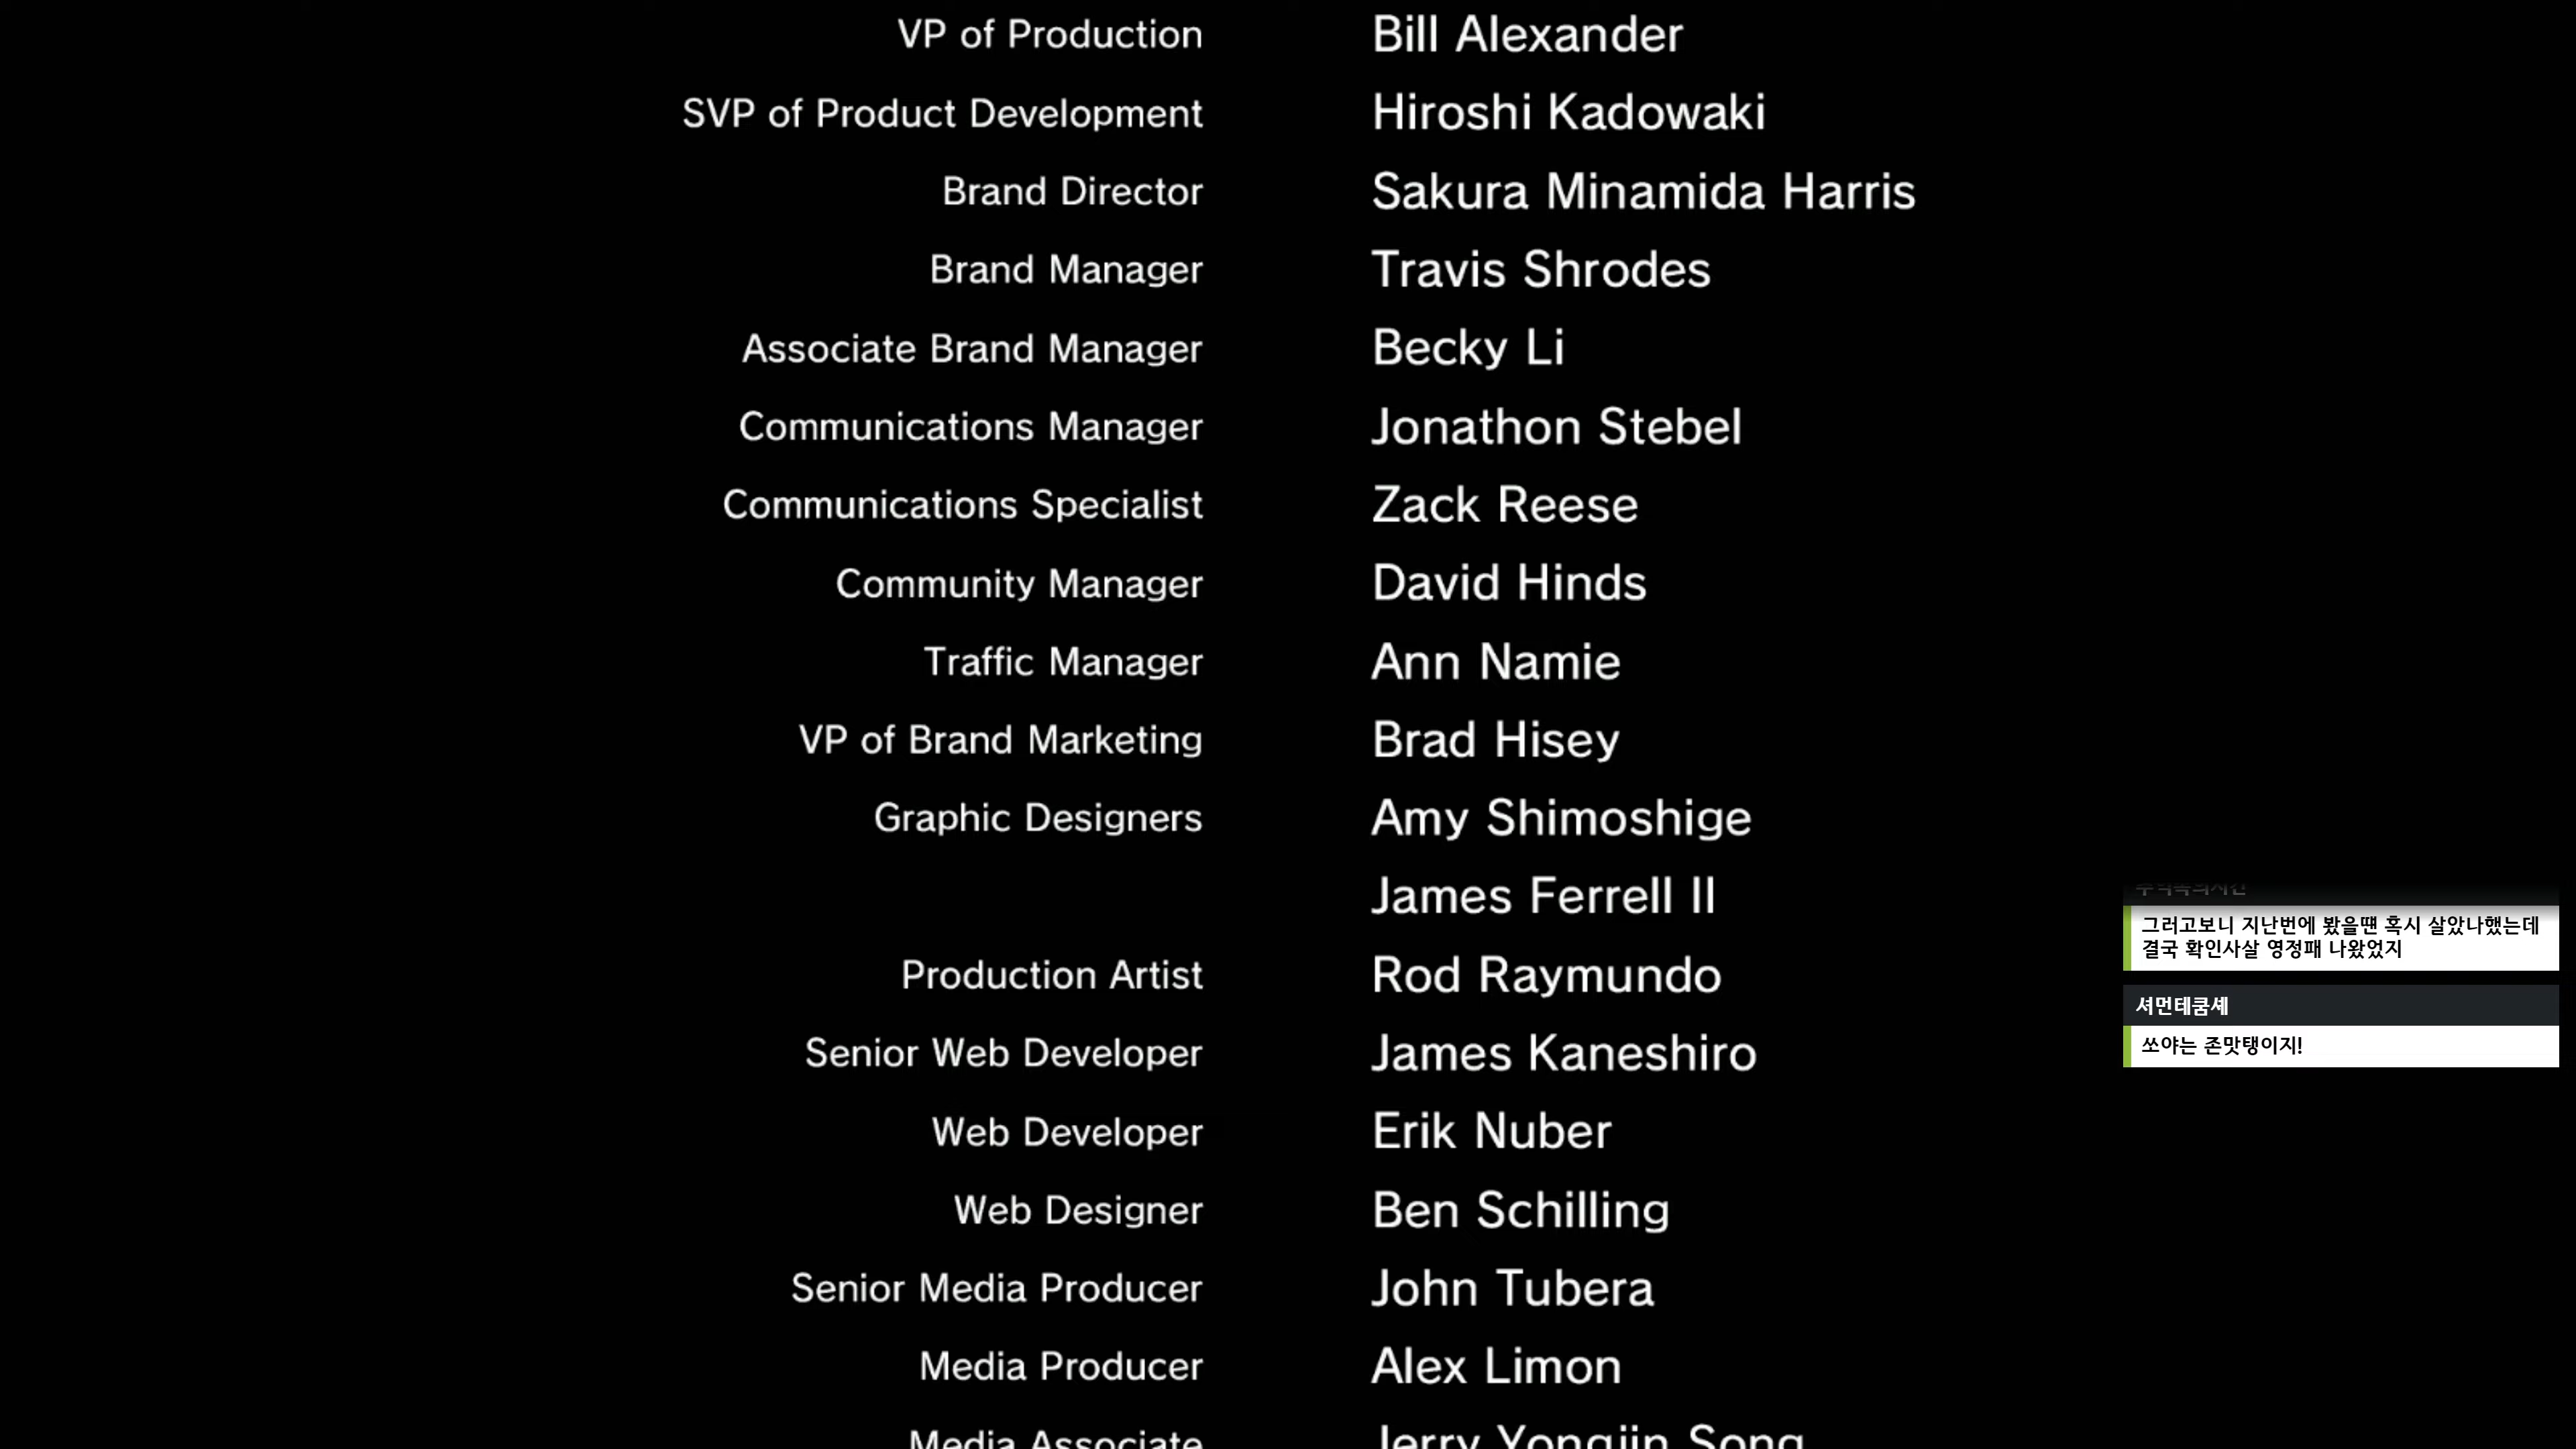 VP of Production Bill Alexander
SVP of Product Development Hiroshi Kadowaki
Brand Director Sakura Minamida Harris
Brand Manager Travis Shrodes
Associate Brand Manager Becky Li
Communications Manager Jonathon Stebel
Communications Specialist Zack Reese
Community Manager David Hinds
Traffic Manager Ann Namie
VP of Brand Marketing Brad Hisey
Graphic Designers Amy Shimoshige
James Ferrell II
Production Artist Rod Raymundo
Senior Web Developer James Kaneshiro
Web Developer Erik Nuber
Web Designer Ben Schilling
Senior Media Producer John Tubera
Media Producer Alex Limon
Media Associate Jerry Yongjin Song
그러고보니 지난번에 봤을땐 혹시 살았나했는데
결국 확인사살 영정패 나왔었지
셔먼테쿰셰
쏘야는 존맛탱이지!